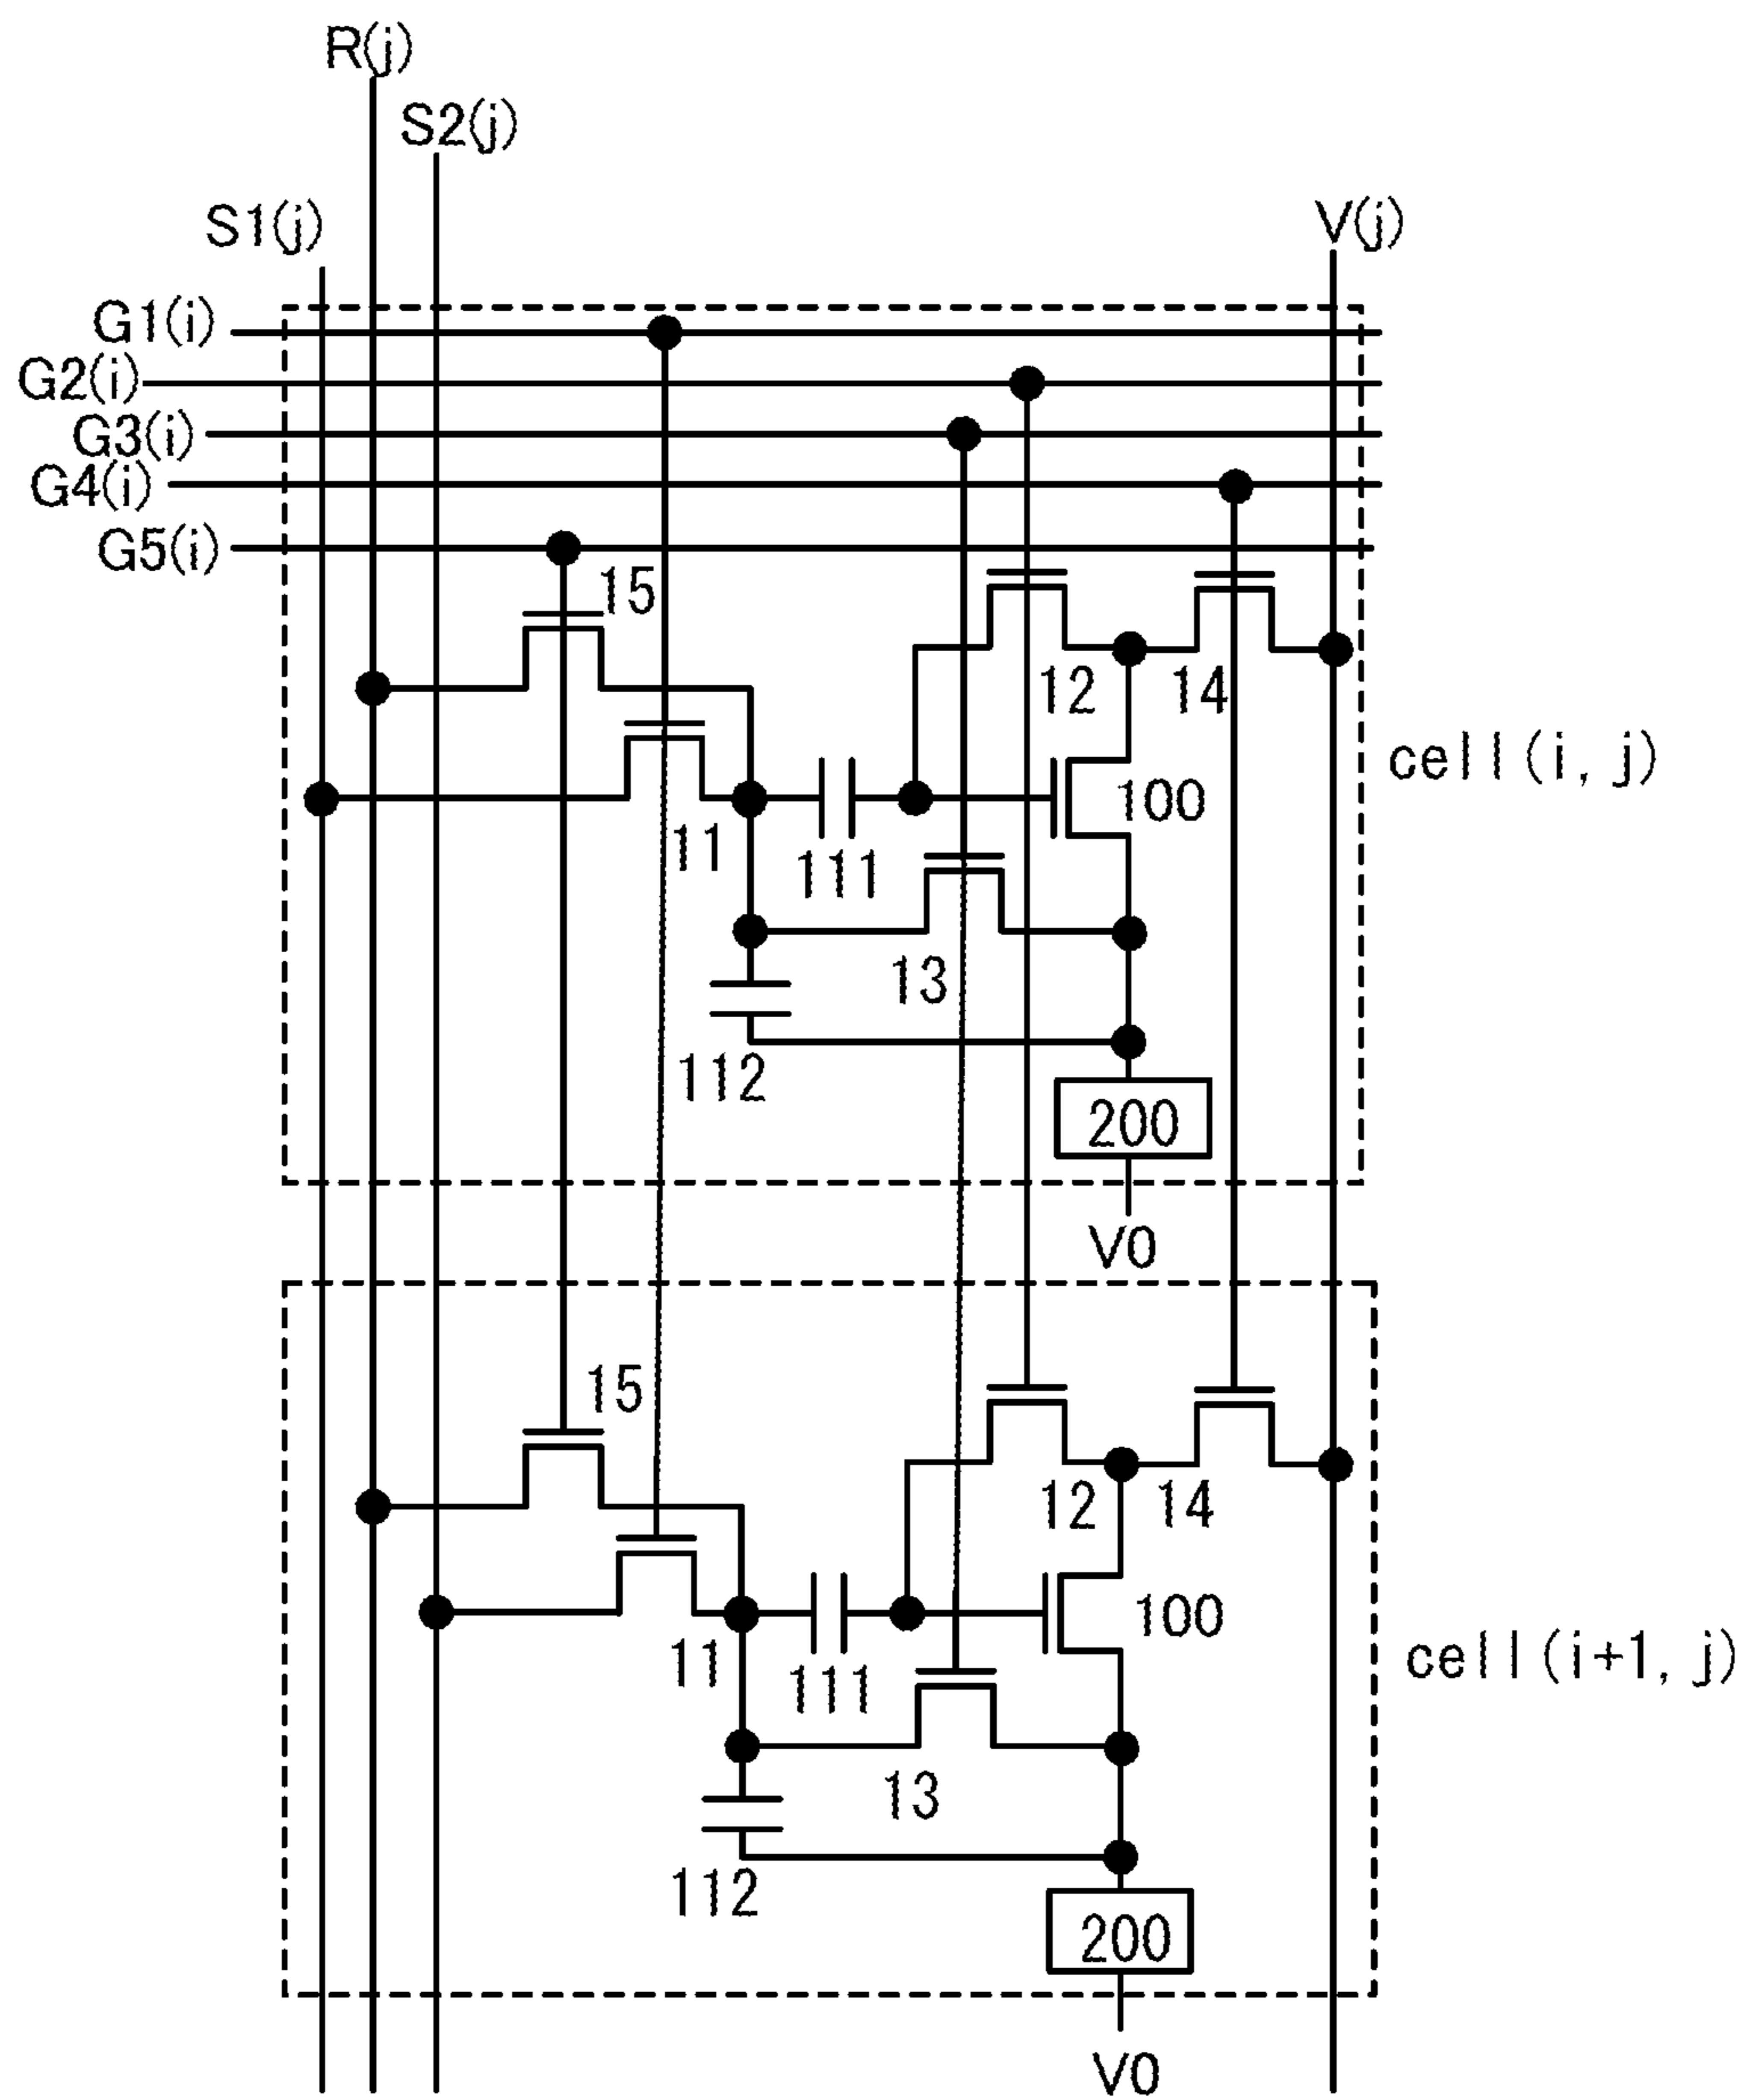 R(j)
S2(j)
S1(j)
V(j)
G1(i)
G2(i)
G3(i)
G4(i)
G5(i)
15
12
14
cell(i, j)
100
11
111
13
112
200
V0
15
12
14
100
11
111
cell(i+1, j)
13
112
200
V0